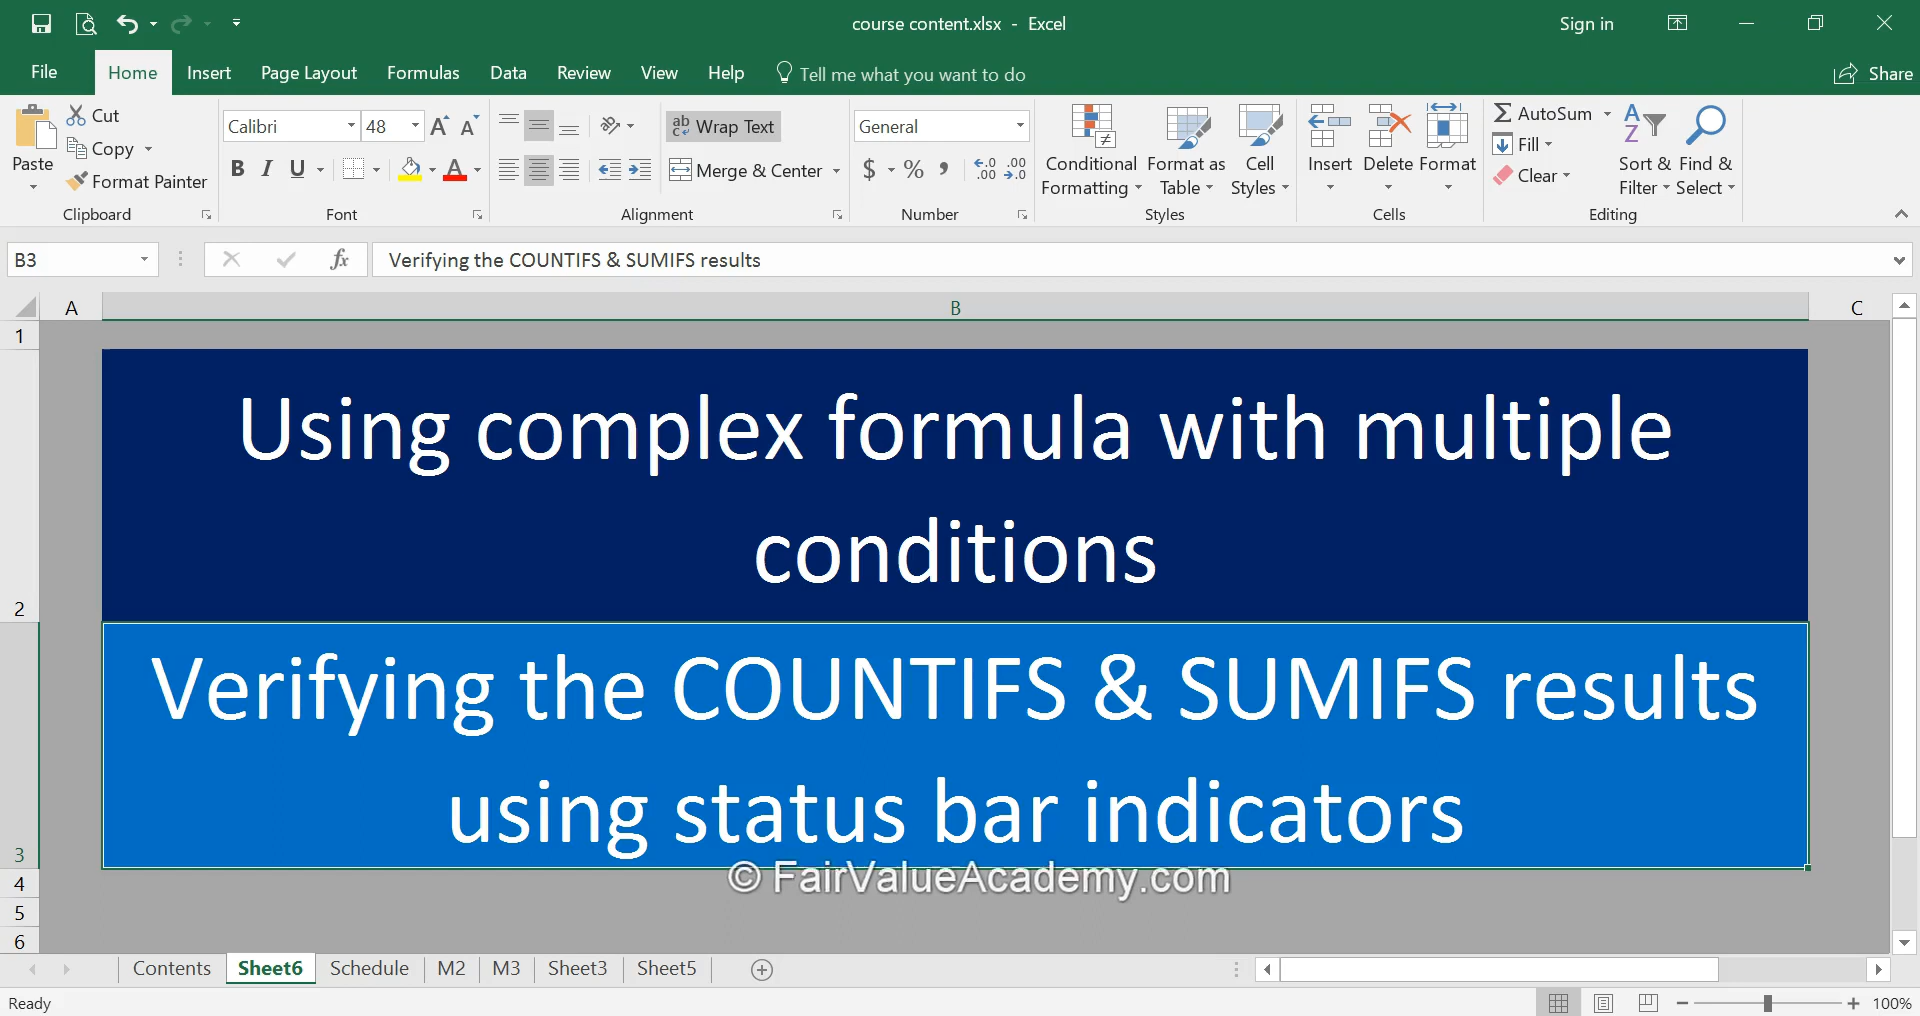 course content.xlsx - Excel
Sign in
File Home Insert Page Layout Formulas Data Review View Help Tell me what you want to do Share
Paste
Cut
Copy
Format Painter
Clipboard
Calibri 48
B I U
Font
Wrap Text
Merge & Center
Alignment
General
$ % ,
Number
Conditional Formatting
Format as Table
Cell Styles
Styles
Insert
Delete
Format
Cells
AutoSum
Fill
Clear
Sort & Filter
Find & Select
Editing
B3
fx
Verifying the COUNTIFS & SUMIFS results
A B C
1
Using complex formula with multiple
conditions
2
Verifying the COUNTIFS & SUMIFS results
using status bar indicators
3
© FairValueAcademy.com
4
5
6
Contents Sheet6 Schedule M2 M3 Sheet3 Sheet5
Ready
100%